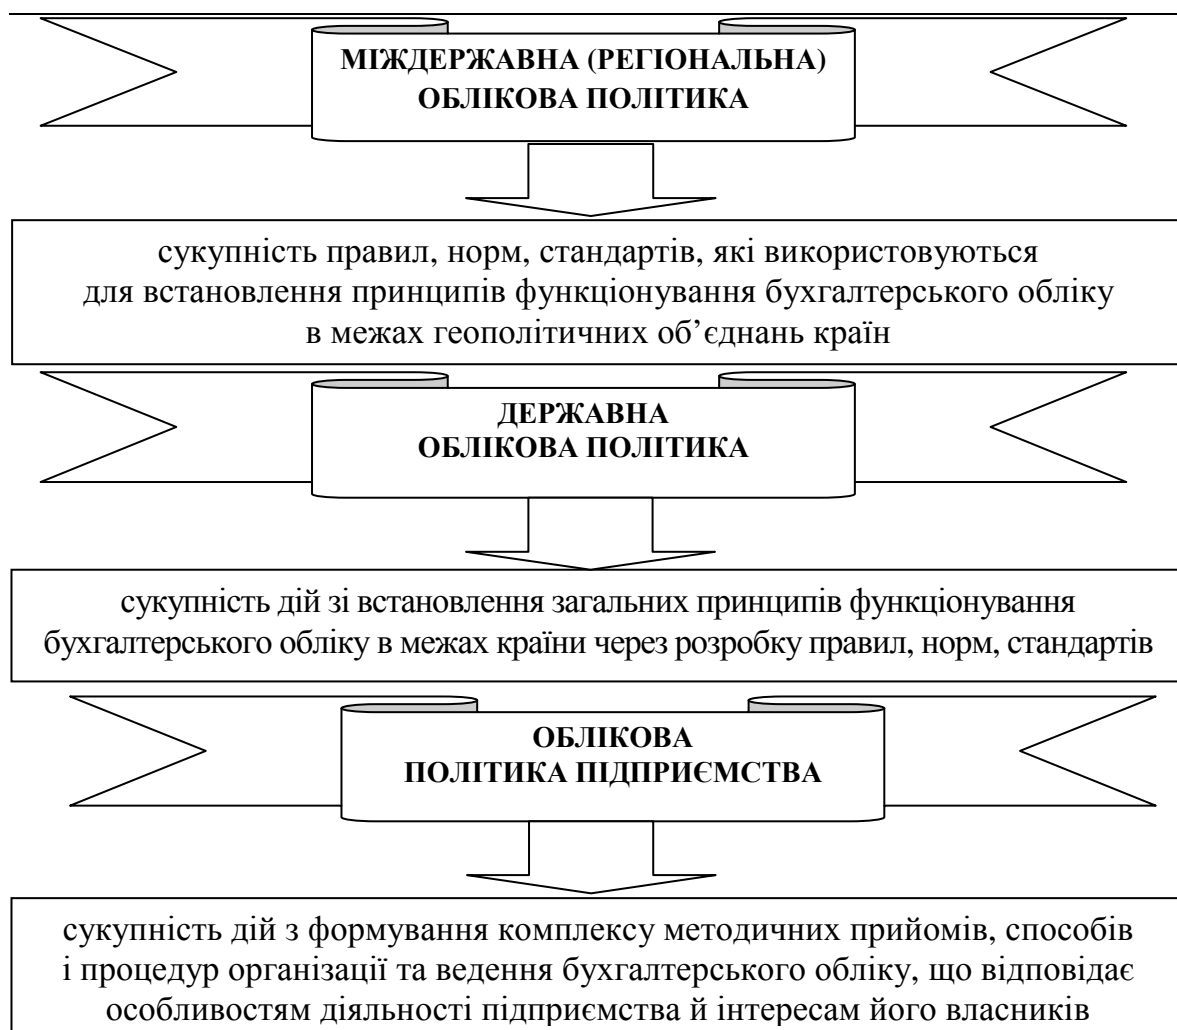 МІЖДЕРЖАВНА (РЕГІОНАЛЬНА)
ОБЛІКОВА ПОЛІТИКА
сукупність правил, норм, стандартів, які використовуються
для встановлення принципів функціонування бухгалтерського обліку
в межах геополітичних об’єднань країн
ДЕРЖАВНА
ОБЛІКОВА ПОЛІТИКА
сукупність дій зі встановлення загальних принципів функціонування
бухгалтерського обліку в межах країни через розробку правил, норм, стандартів
ОБЛІКОВА
ПОЛІТИКА ПІДПРИЄМСТВА
сукупність дій з формування комплексу методичних прийомів, способів
і процедур організації та ведення бухгалтерського обліку, що відповідає
особливостям діяльності підприємства й інтересам його власників